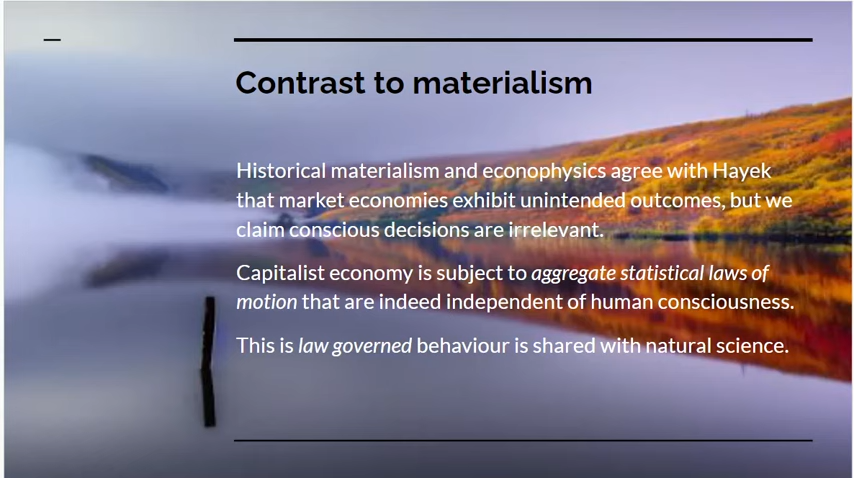 Contrast to materialism
Historical materialism and econophysics agree with Hayek
that market economies exhibit unintended outcomes, but we
claim conscious decisions are irrelevant.
Capitalist economy is subject to aggregate statistical laws of
motion that are indeed independent of human consciousness.
This is law governed behaviour is shared with natural science.